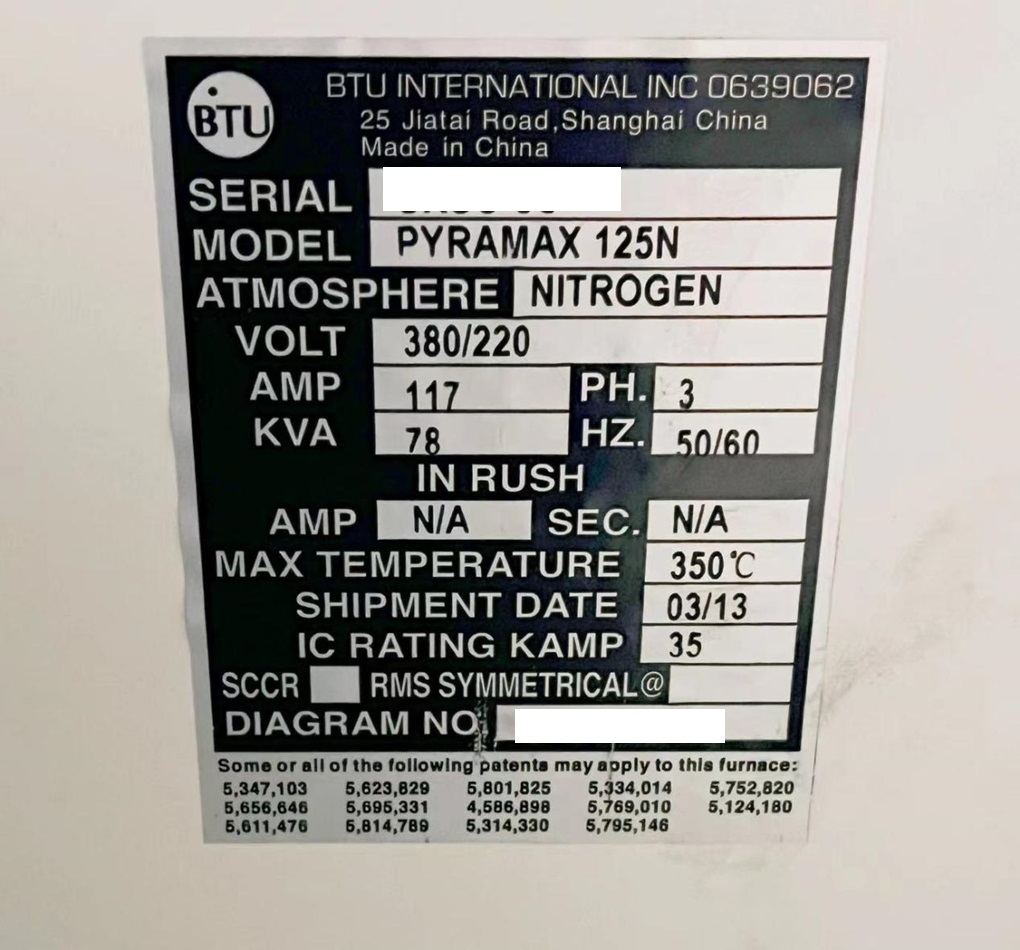 BTU
BTU INTERNATIONAL INC 0639062
25 Jiatai Road,Shanghai China
Made in China
SERIAL
MODEL PYRAMAX 125N
ATMOSPHERE NITROGEN
VOLT 380/220
AMP 117 PH. 3
KVA 78 HZ. 50/60
IN RUSH
AMP N/A SEC. N/A
MAX TEMPERATURE 350℃
SHIPMENT DATE 03/13
IC RATING KAMP 35
SCCR RMS SYMMETRICAL@
DIAGRAM NO
Some or all of the following patents may apply to this furnace:
5,347,103 5,623,829 5,801,825 5,334,014 5,752,820
5,656,646 5,695,331 4,586,898 5,769,010 5,124,180
5,611,476 5,814,789 5,314,330 5,795,146